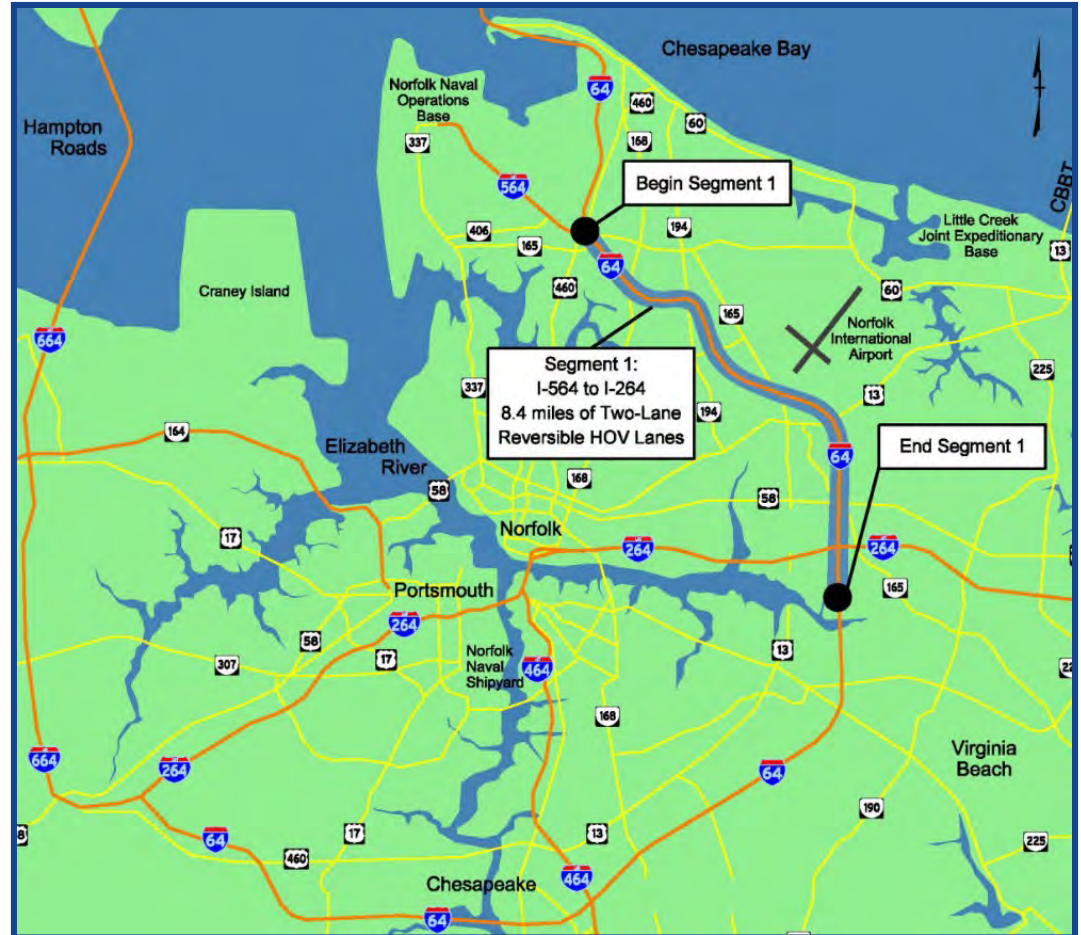 Chesapeake Bay
Norfolk Naval
Operations
Base
64
460
60
Hampton
Roads
337
168
564
Begin Segment 1
CBBT
406
165
194
Little Creek
Joint Expeditionary
Base
13
64
Craney Island
460
60
664
165
Norfolk
International
Airport
Segment 1:
I-564 to I-264
8.4 miles of Two-Lane
Reversible HOV Lanes
337
225
13
194
164
Elizabeth
River
End Segment 1
64
168
58
58
17
Norfolk
264
264
Portsmouth
165
264
58
307
17
Norfolk
Naval
Shipyard
464
13
168
664
264
64
Virginia
Beach
190
64
17
13
225
460
Chesapeake
464
64